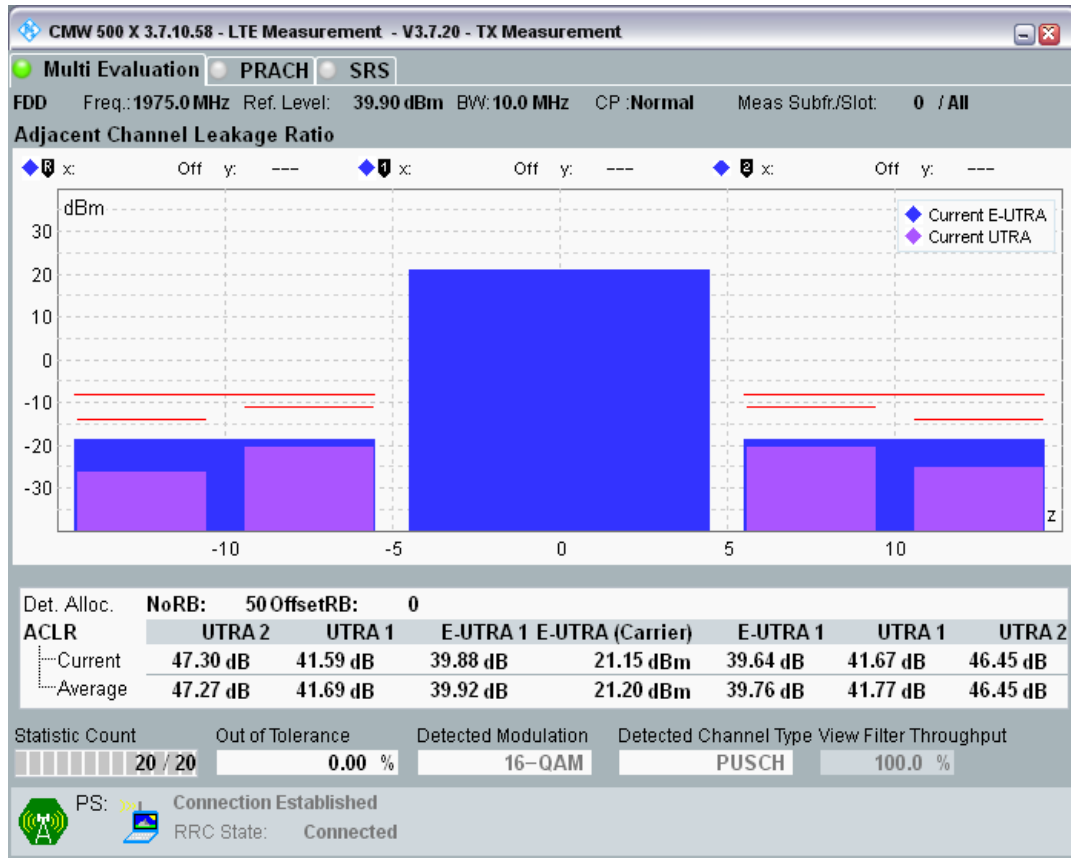 CMW 500 X 3.7.10.58 - LTE Measurement - V3.7.20 - TX Measurement
Multi Evaluation PRACH SRS
FDD Freq.: 1975.0 MHz Ref. Level: 39.90 dBm BW: 10.0 MHz CP : Normal Meas Subfr./Slot: 0 / All
Adjacent Channel Leakage Ratio
R x: Off y: --- 1 x: Off y: --- 2 x: Off y: ---
dBm
Current E-UTRA
Current UTRA
30
20
10
0
-10
-20
-30
z
-10 -5 0 5 10
Det. Alloc. NoRB: 50 OffsetRB: 0
ACLR UTRA 2 UTRA 1 E-UTRA 1 E-UTRA (Carrier) E-UTRA 1 UTRA 1 UTRA 2
Current 47.30 dB 41.59 dB 39.88 dB 21.15 dBm 39.64 dB 41.67 dB 46.45 dB
Average 47.27 dB 41.69 dB 39.92 dB 21.20 dBm 39.76 dB 41.77 dB 46.45 dB
Statistic Count Out of Tolerance Detected Modulation Detected Channel Type View Filter Throughput
20 / 20 0.00 % 16-QAM PUSCH 100.0 %
PS: Connection Established
RRC State: Connected